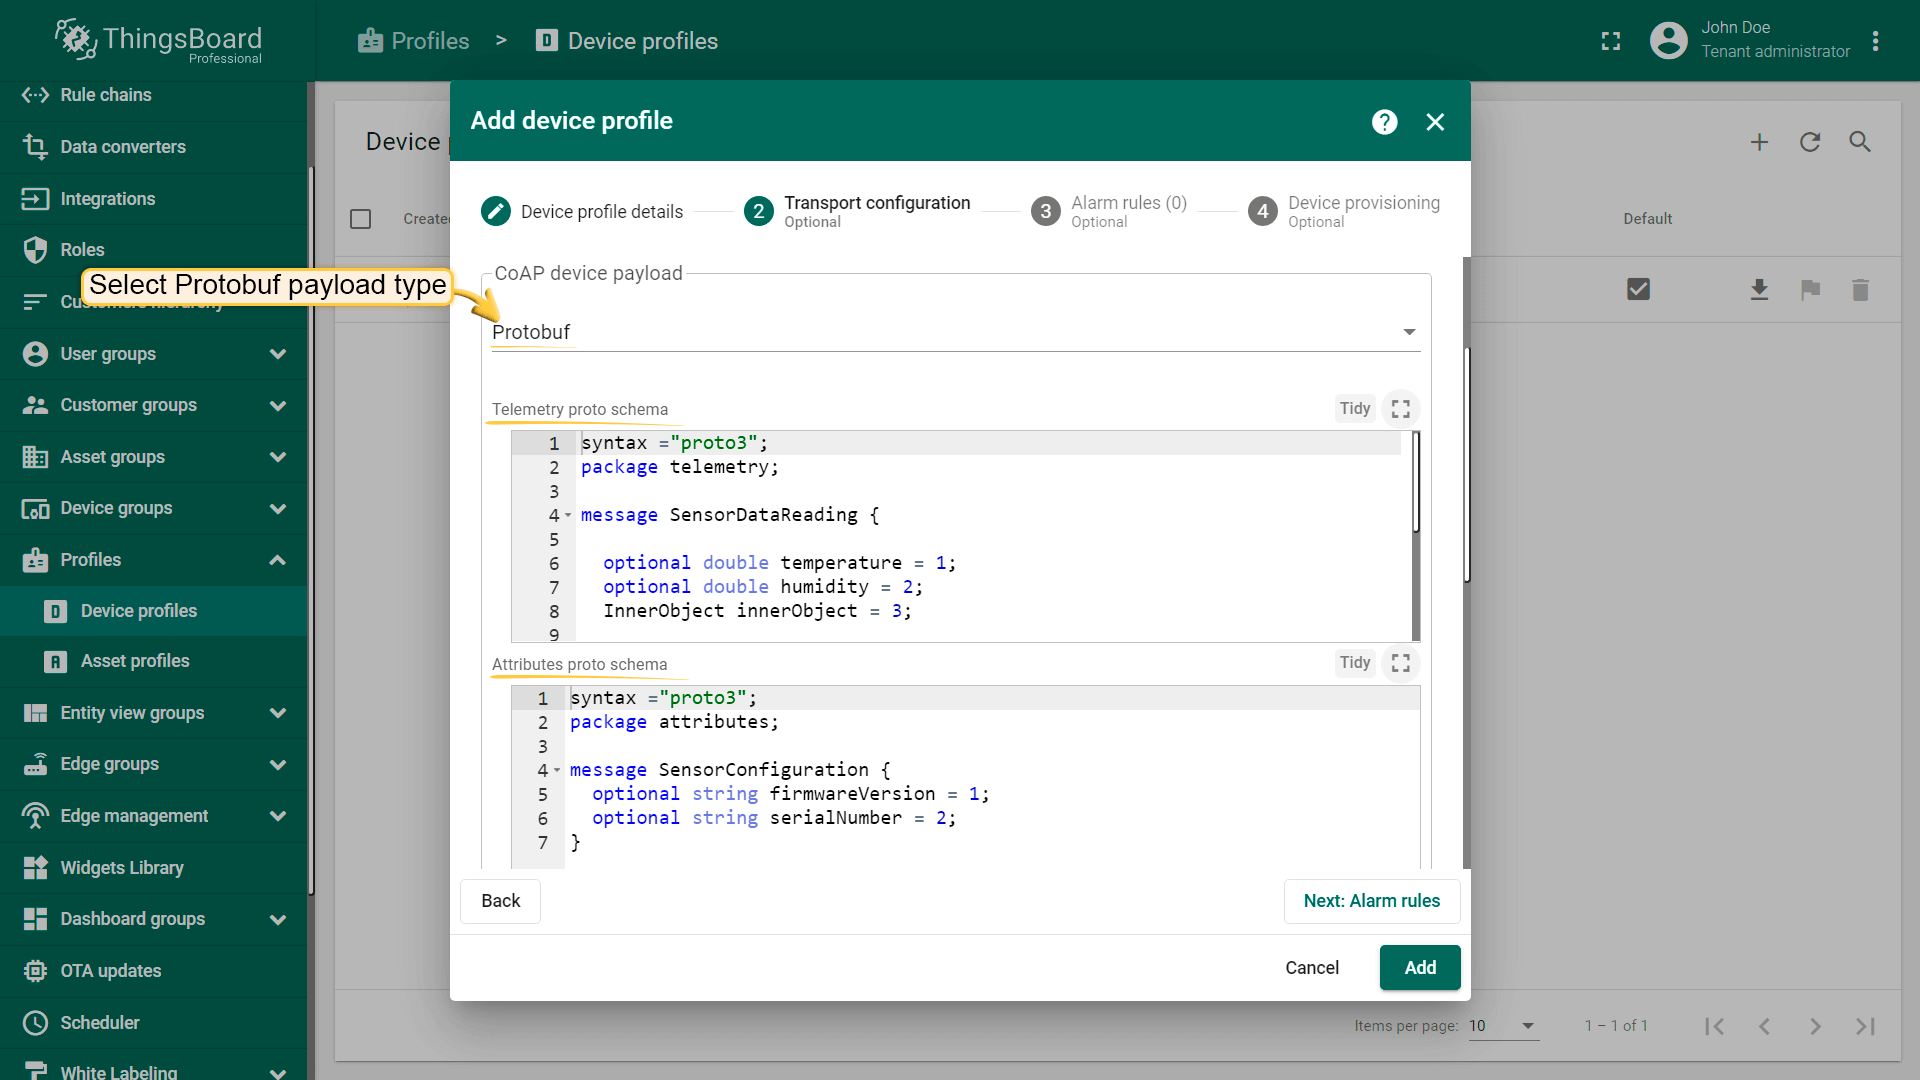 ThingsBoard
Professional
Profiles > Device profiles
John Doe
Tenant administrator
Rule chains
Data converters
Integrations
Roles
User groups
Customer groups
Asset groups
Device groups
Profiles
Device profiles
Asset profiles
Entity view groups
Edge groups
Edge management
Widgets Library
Dashboard groups
OTA updates
Scheduler
White Labeling
Device
Create
Default
Add device profile
Device profile details
2 Transport configuration
Optional
3 Alarm rules (0)
Optional
4 Device provisioning
Optional
Select Protobuf payload type
CoAP device payload
Protobuf
Telemetry proto schema
Tidy
1 syntax ="proto3";
2 package telemetry;
3
4 message SensorDataReading {
5
6 optional double temperature = 1;
7 optional double humidity = 2;
8 InnerObject innerObject = 3;
9
Attributes proto schema
Tidy
1 syntax ="proto3";
2 package attributes;
3
4 message SensorConfiguration {
5 optional string firmwareVersion = 1;
6 optional string serialNumber = 2;
7 }
Back
Next: Alarm rules
Cancel
Add
Items per page: 10
1 – 1 of 1